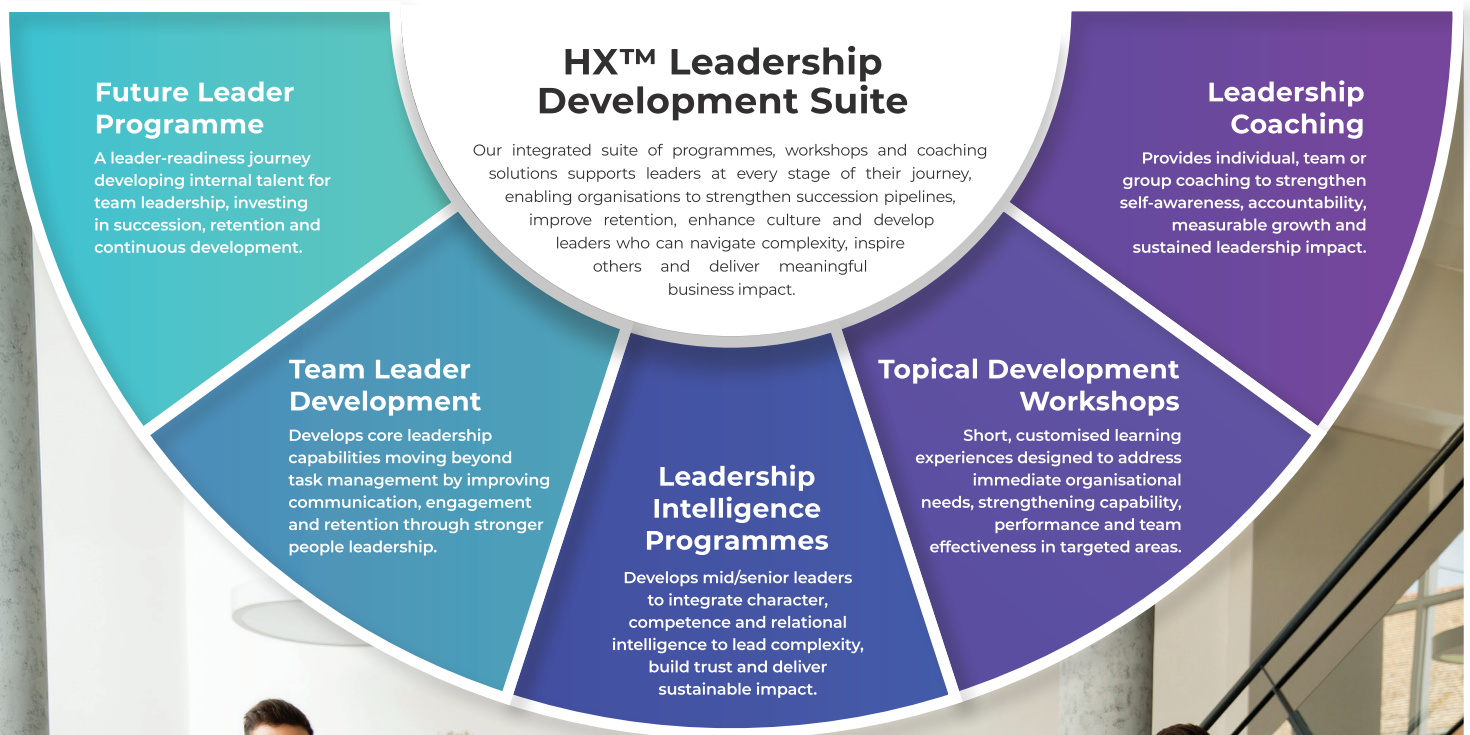 HX™ Leadership
Development Suite
Our integrated suite of programmes, workshops and coaching
solutions supports leaders at every stage of their journey,
enabling organisations to strengthen succession pipelines,
improve retention, enhance culture and develop
leaders who can navigate complexity, inspire
others and deliver meaningful
business impact.
Future Leader
Programme
A leader-readiness journey
developing internal talent for
team leadership, investing
in succession, retention and
continuous development.
Team Leader
Development
Develops core leadership
capabilities moving beyond
task management by improving
communication, engagement
and retention through stronger
people leadership.
Leadership
Intelligence
Programmes
Develops mid/senior leaders
to integrate character,
competence and relational
intelligence to lead complexity,
build trust and deliver
sustainable impact.
Topical Development
Workshops
Short, customised learning
experiences designed to address
immediate organisational
needs, strengthening capability,
performance and team
effectiveness in targeted areas.
Leadership
Coaching
Provides individual, team or
group coaching to strengthen
self-awareness, accountability,
measurable growth and
sustained leadership impact.